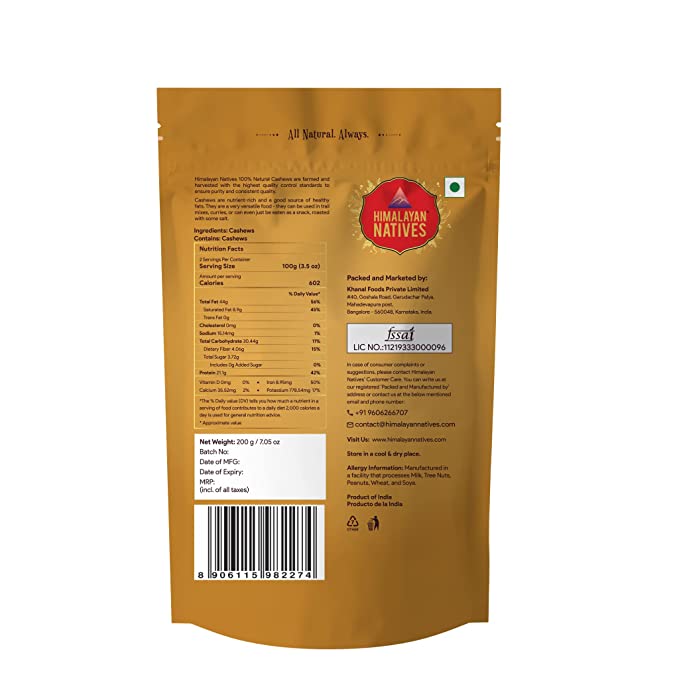 All Natural. Always.
Himalayan Natives 100% Natural Cashews are farmed and
harvested with the highest quality control standards to
ensure purity and consistent quality.
Cashews are nutrient-rich and a good source of healthy
fats. They are a very versatile food - they can be used in trail
mixes, curries, or can even just be eaten as a snack, roasted
with some salt.
Ingredients: Cashews
Contains: Cashews
Nutrition Facts
2 Servings Per Container
Serving Size 100g (3.5 oz)
Amount per serving
Calories 602
% Daily Value*
Total Fat 44g 56%
Saturated Fat 8.9g 45%
Trans Fat 0g
Cholesterol 0mg 0%
Sodium 15.14mg 1%
Total Carbohydrate 30.44g 11%
Dietary Fiber 4.06g 15%
Total Sugar 3.72g
Includes 0g Added Sugar 0%
Protein 21.1g 42%
Vitamin D 0mg 0% • Iron 8.95mg 50%
Calcium 26.52mg 2% • Potassium 778.54mg 17%
*The % Daily value (DV) tells you how much a nutrient in a
serving of food contributes to a daily diet 2,000 calories a
day is used for general nutrition advice.
* Approximate value
Net Weight: 200 g / 7.05 oz
Batch No:
Date of MFG:
Date of Expiry:
MRP:
(incl. of all taxes)
8 906115 982274
HIMALAYAN
NATIVES
Packed and Marketed by:
Khanal Foods Private Limited
#40, Goshala Road, Gerudachar Palya,
Mahadevapura post,
Bangalore - 560048, Karnataka, India.
fssai
LIC NO.:11219333000096
In case of consumer complaints or
suggestions, please contact Himalayan
Natives' Customer Care. You can write us at
our registered 'Packed and Manufactured by'
address or contact us at the below mentioned
email and phone number:
+91 9606266707
contact@himalayannatives.com
Visit Us: www.himalayannatives.com
Store in a cool & dry place.
Allergy Information: Manufactured in
a facility that processes Milk, Tree Nuts,
Peanuts, Wheat, and Soya.
Product of India
Producto de la India